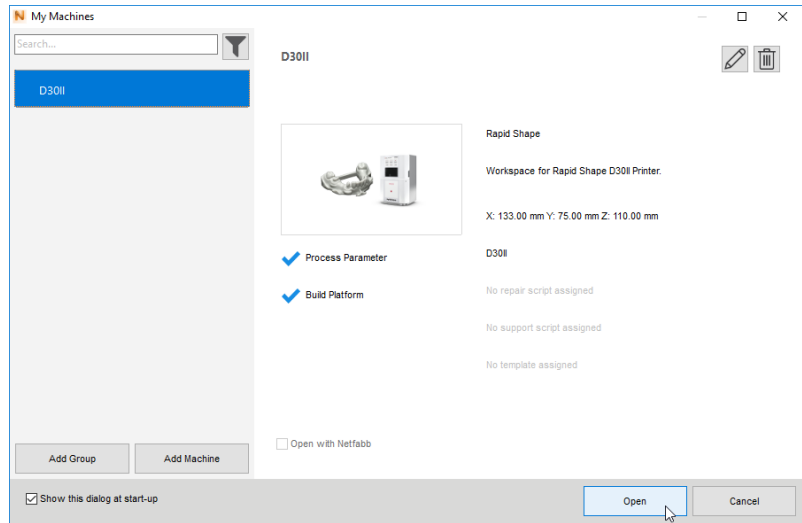 My Machines
Search...
D30II
D30II
Rapid Shape
Workspace for Rapid Shape D30II Printer.
X: 133.00 mm Y: 75.00 mm Z: 110.00 mm
Process Parameter
D30II
Build Platform
No repair script assigned
No support script assigned
No template assigned
Open with Netfabb
Add Group
Add Machine
Show this dialog at start-up
Open
Cancel